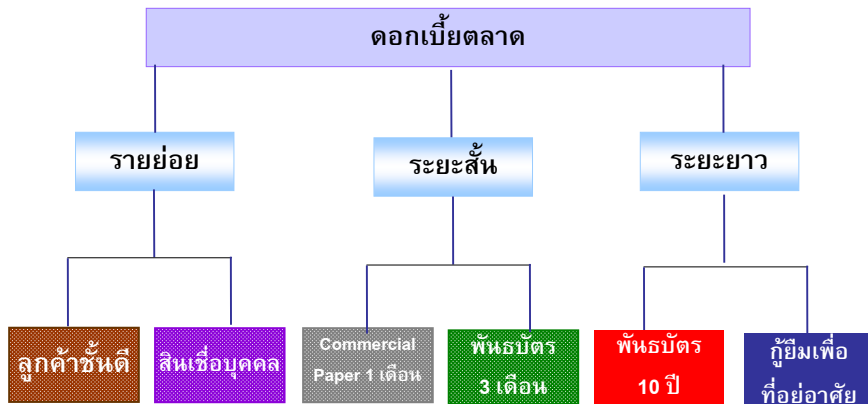 ดอกเบี้ยตลาด
รายย่อย
ระยะสั้น
ระยะยาว
ลูกค้าชั้นดี
สินเชื่อบุคคล
Commercial
Paper 1 เดือน
พันธบัตร
3 เดือน
พันธบัตร
10 ปี
กู้ยืมเพื่อ
ที่อยู่อาศัย